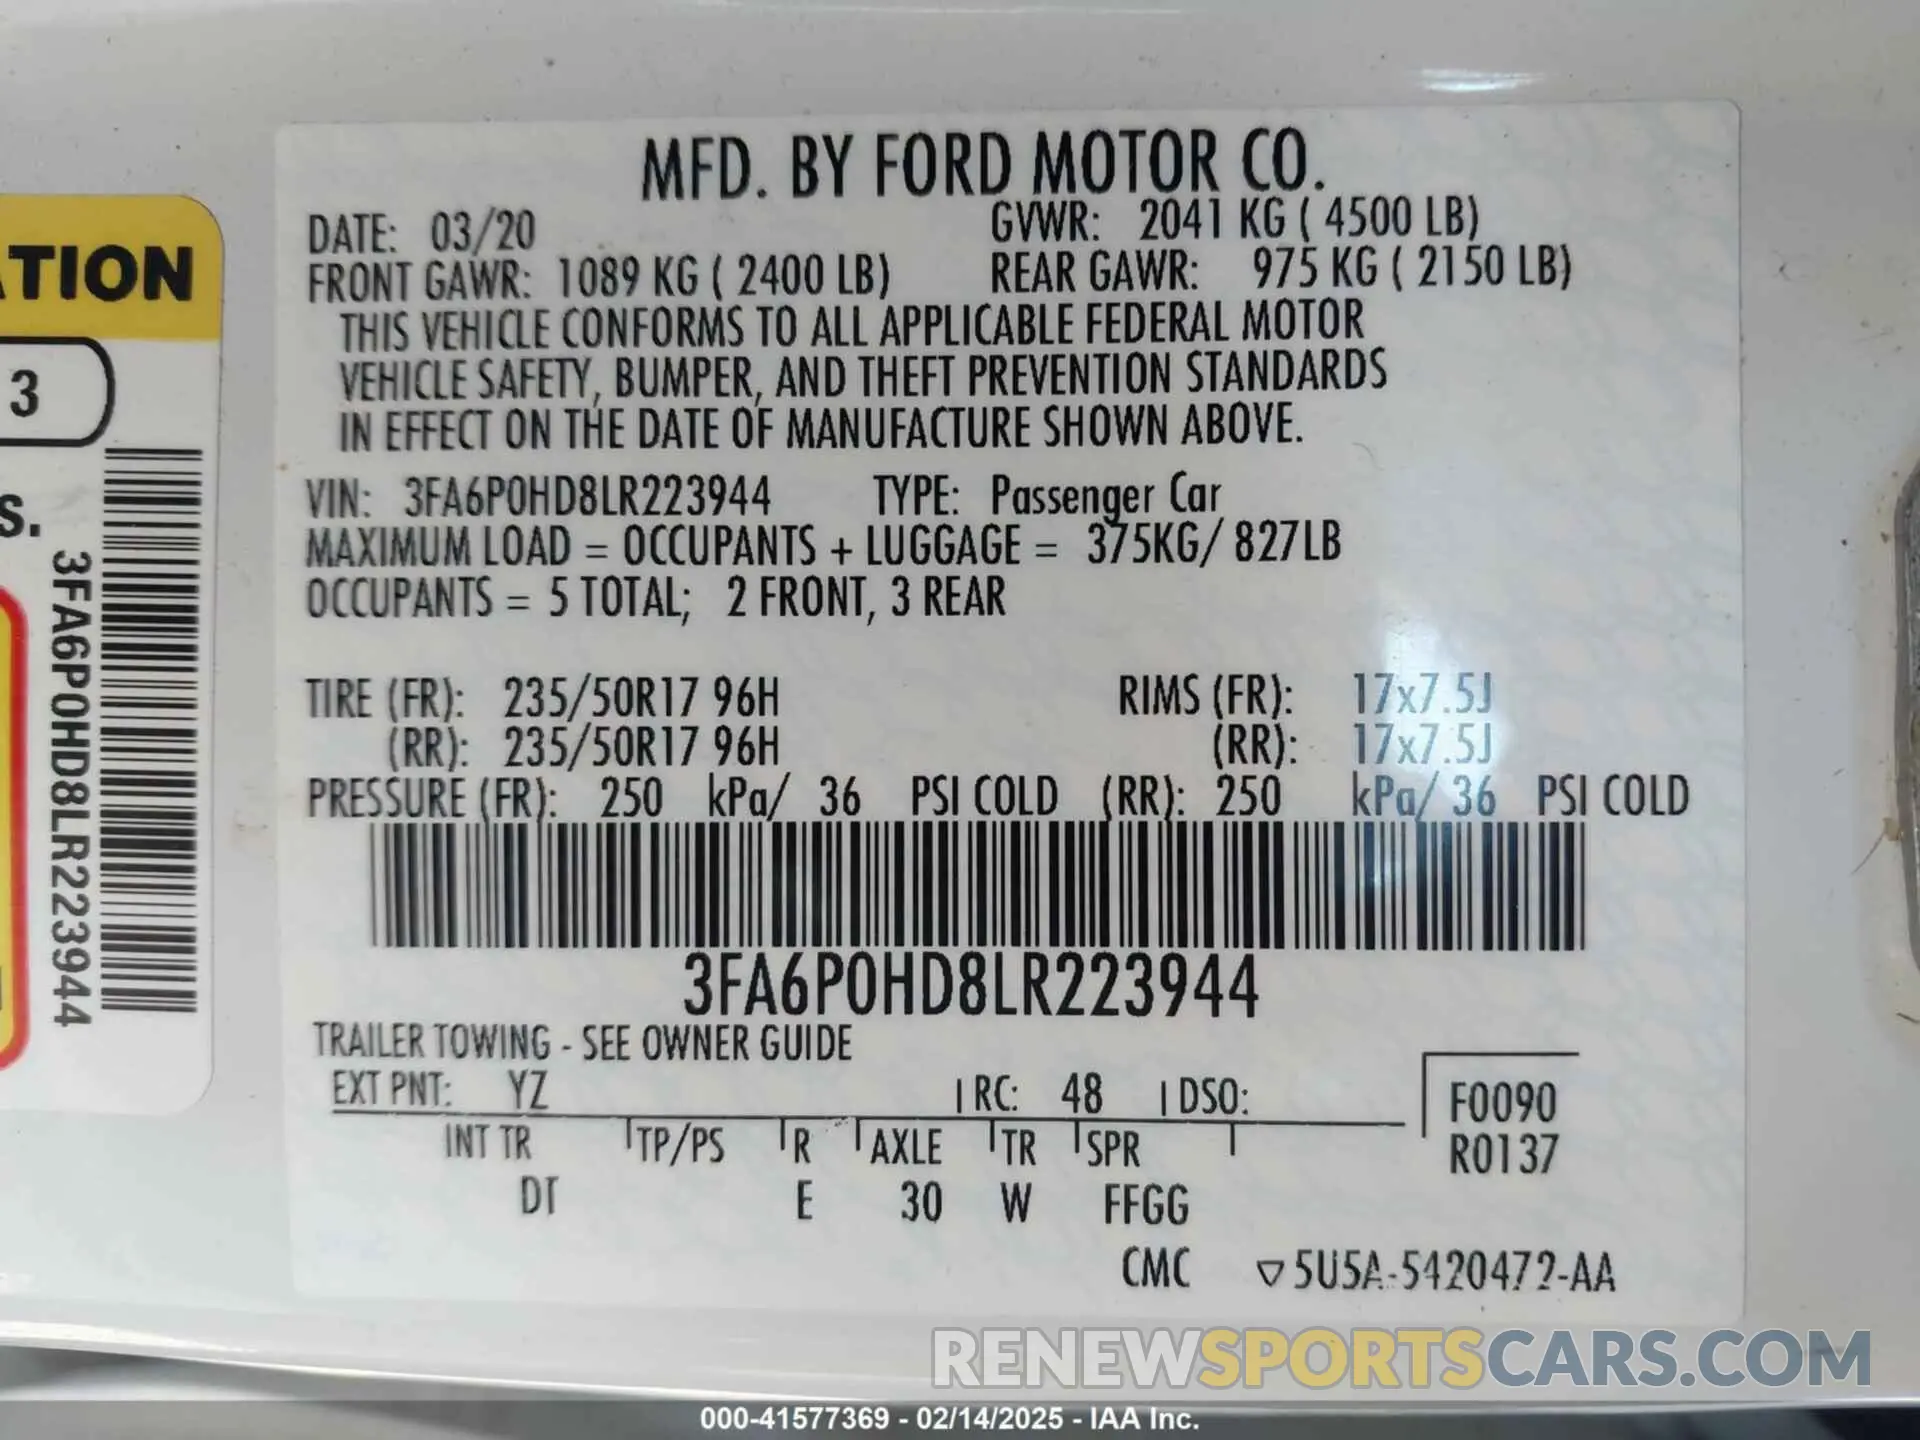 MFD. BY FORD MOTOR CO.
DATE: 03/20 GVWR: 2041 KG ( 4500 LB)
FRONT GAWR: 1089 KG ( 2400 LB) REAR GAWR: 975 KG ( 2150 LB)
THIS VEHICLE CONFORMS TO ALL APPLICABLE FEDERAL MOTOR
VEHICLE SAFETY, BUMPER, AND THEFT PREVENTION STANDARDS
IN EFFECT ON THE DATE OF MANUFACTURE SHOWN ABOVE.
VIN: 3FA6P0HD8LR223944 TYPE: Passenger Car
MAXIMUM LOAD = OCCUPANTS + LUGGAGE = 375KG/ 827LB
OCCUPANTS = 5 TOTAL; 2 FRONT, 3 REAR
TIRE (FR): 235/50R17 96H RIMS (FR): 17x7.5J
(RR): 235/50R17 96H (RR): 17x7.5J
PRESSURE (FR): 250 kPa/ 36 PSI COLD (RR): 250 kPa/ 36 PSI COLD
3FA6P0HD8LR223944
TRAILER TOWING - SEE OWNER GUIDE
EXT PNT: YZ RC: 48 DSO: F0090
R0137
INT TR TP/PS R AXLE TR SPR
DT E 30 W FFGG
CMC ▽5U5A-5420472-AA
ATION
3
S.
3FA6P0HD8LR223944
RENEWSPORTSCARS.COM
000-41577369 - 02/14/2025 - IAA Inc.